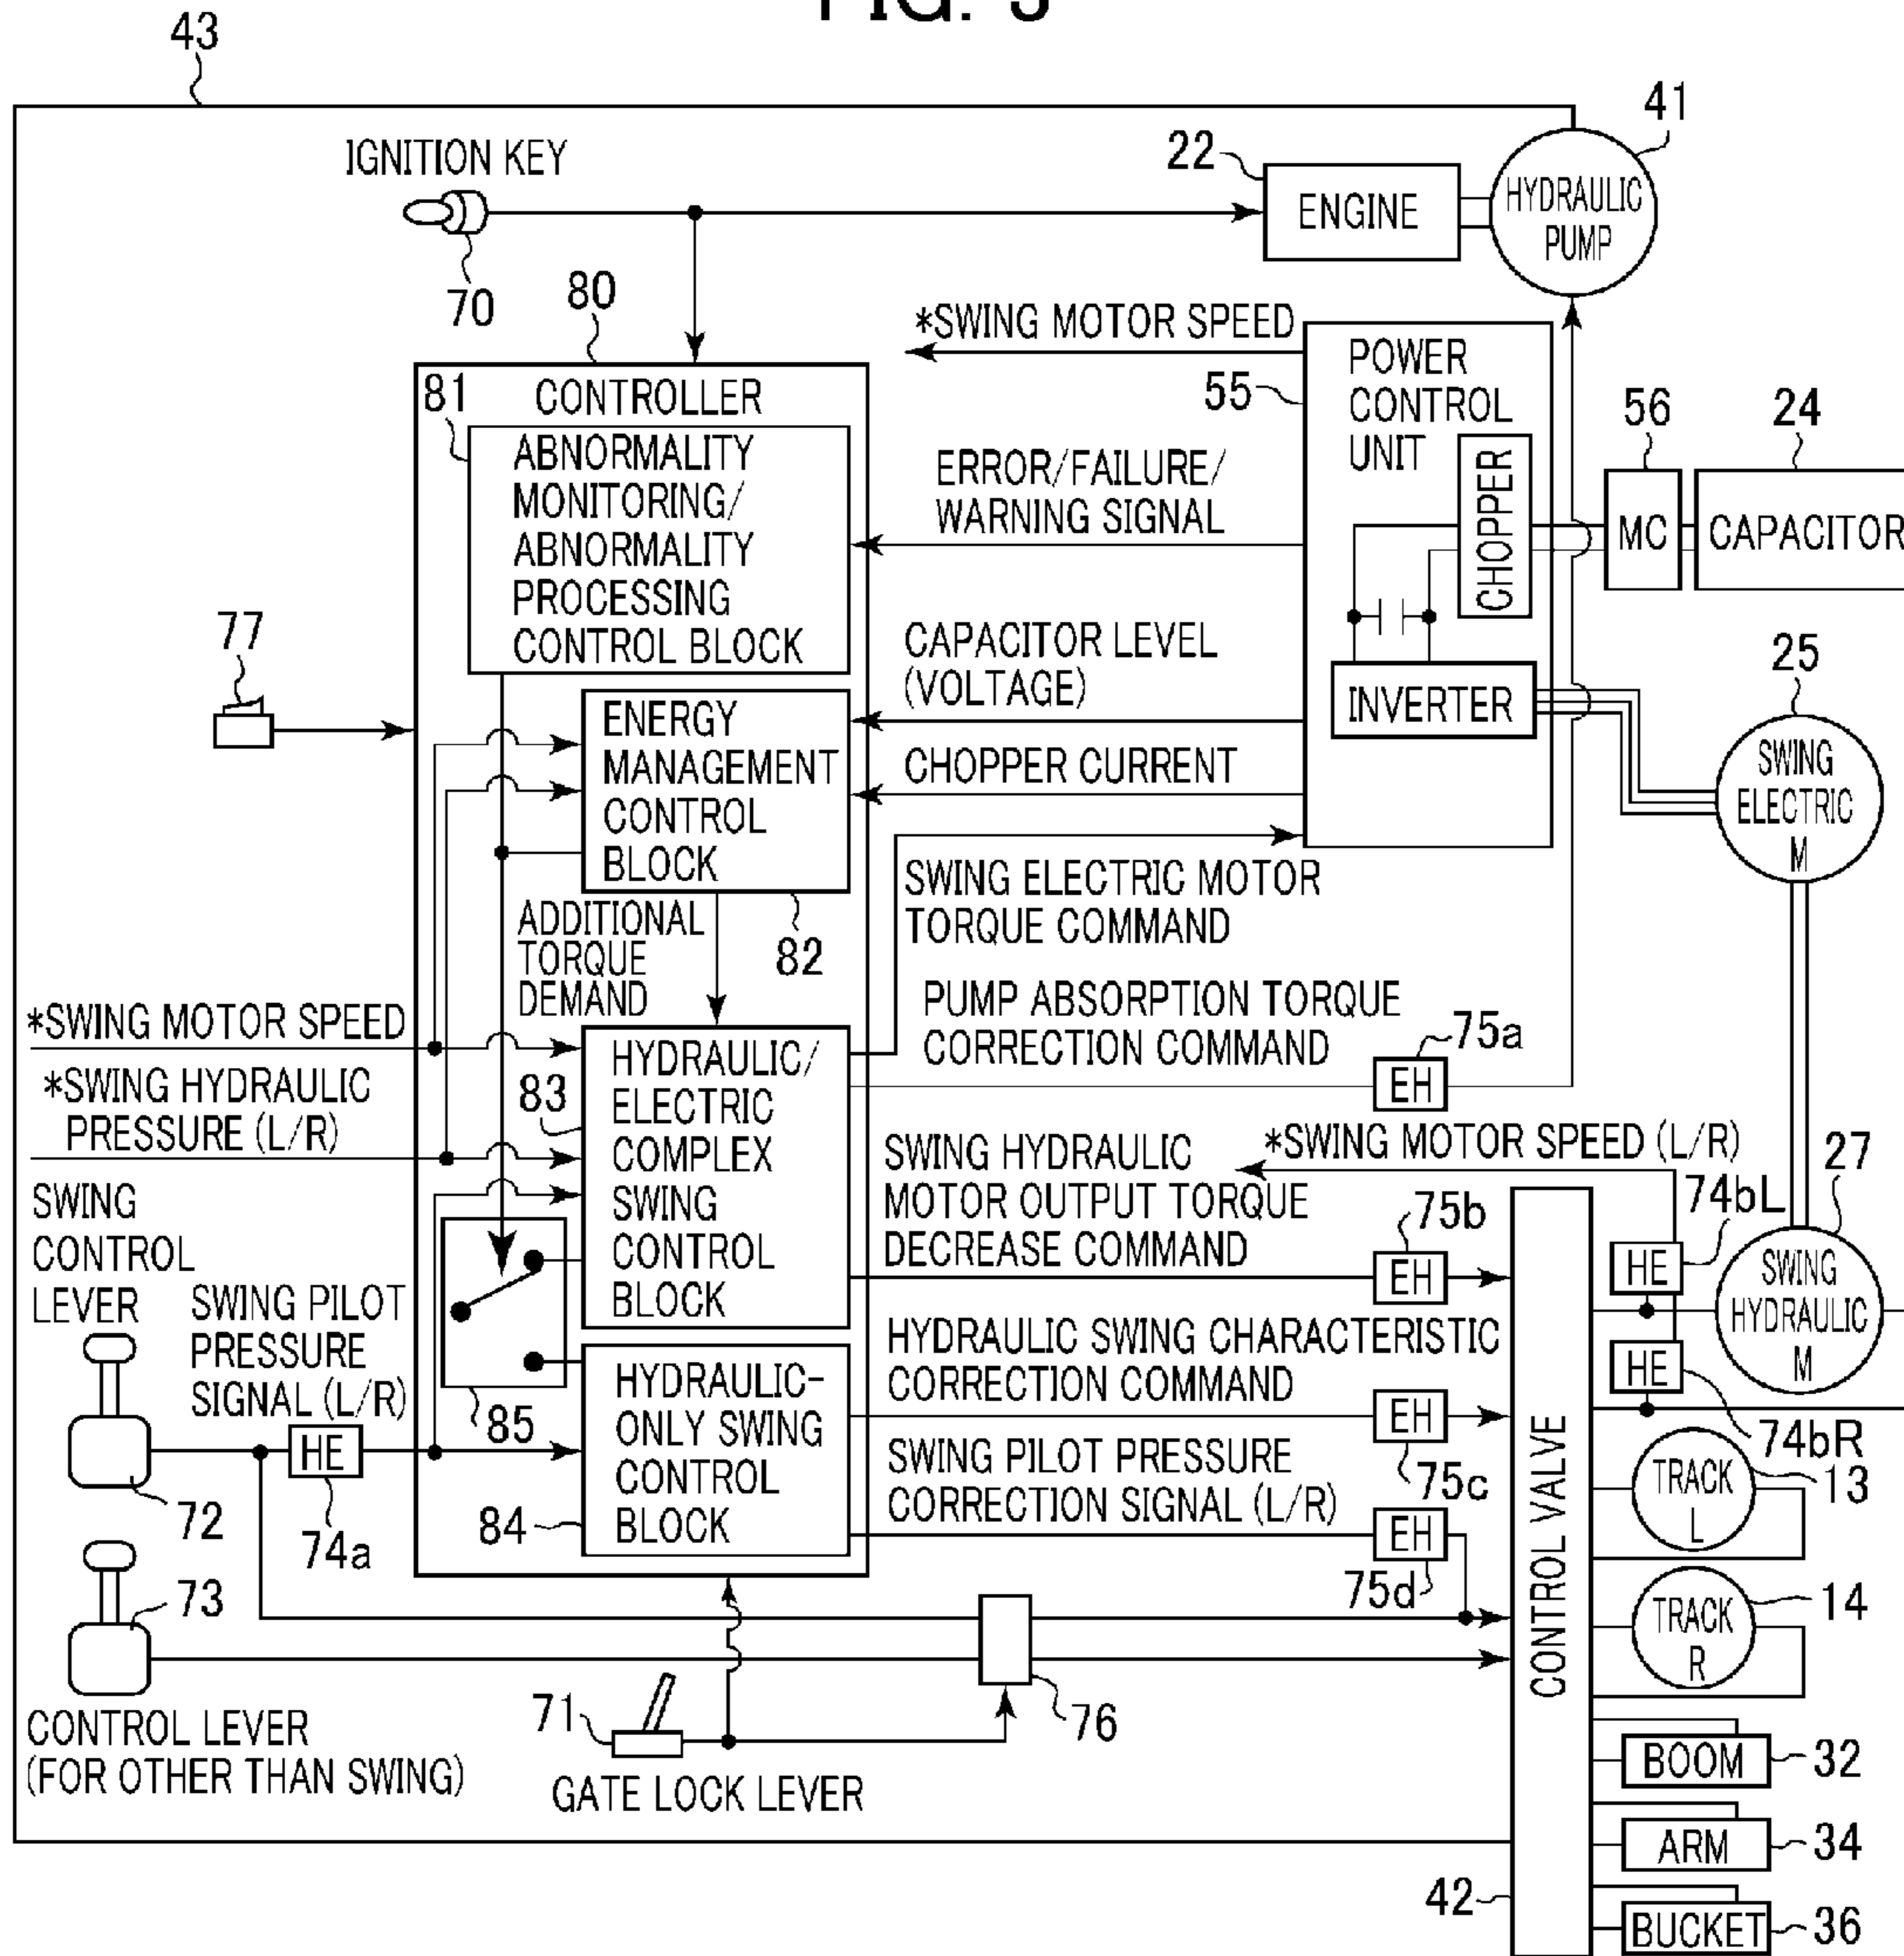 FIG. 3
43
41
IGNITION KEY
22
ENGINE
HYDRAULIC
PUMP
70
80
*SWING MOTOR SPEED
POWER
CONTROL
UNIT
55
81
CONTROLLER
56
24
ABNORMALITY
MONITORING/
ABNORMALITY
PROCESSING
CONTROL BLOCK
ERROR/FAILURE/
WARNING SIGNAL
CHOPPER
MC
CAPACITOR
77
CAPACITOR LEVEL
(VOLTAGE)
25
INVERTER
ENERGY
MANAGEMENT
CONTROL
BLOCK
CHOPPER CURRENT
SWING
ELECTRIC
M
SWING ELECTRIC MOTOR
TORQUE COMMAND
ADDITIONAL
TORQUE
DEMAND
82
PUMP ABSORPTION TORQUE
CORRECTION COMMAND
75a
EH
*SWING MOTOR SPEED
*SWING HYDRAULIC
PRESSURE (L/R)
83
HYDRAULIC/
ELECTRIC
COMPLEX
SWING
CONTROL
BLOCK
*SWING MOTOR SPEED (L/R)
27
SWING HYDRAULIC
MOTOR OUTPUT TORQUE
DECREASE COMMAND
75b
EH
74bL
HE
SWING
HYDRAULIC
M
SWING
CONTROL
LEVER
SWING PILOT
PRESSURE
SIGNAL (L/R)
HYDRAULIC SWING CHARACTERISTIC
CORRECTION COMMAND
HE
85
HYDRAULIC-
ONLY SWING
CONTROL
BLOCK
EH
75c
74bR
HE
74a
72
84
SWING PILOT PRESSURE
CORRECTION SIGNAL (L/R)
EH
75d
CONTROL VALVE
TRACK
L
13
73
TRACK
R
14
71
76
CONTROL LEVER
(FOR OTHER THAN SWING)
GATE LOCK LEVER
BOOM
32
ARM
34
42
BUCKET
36